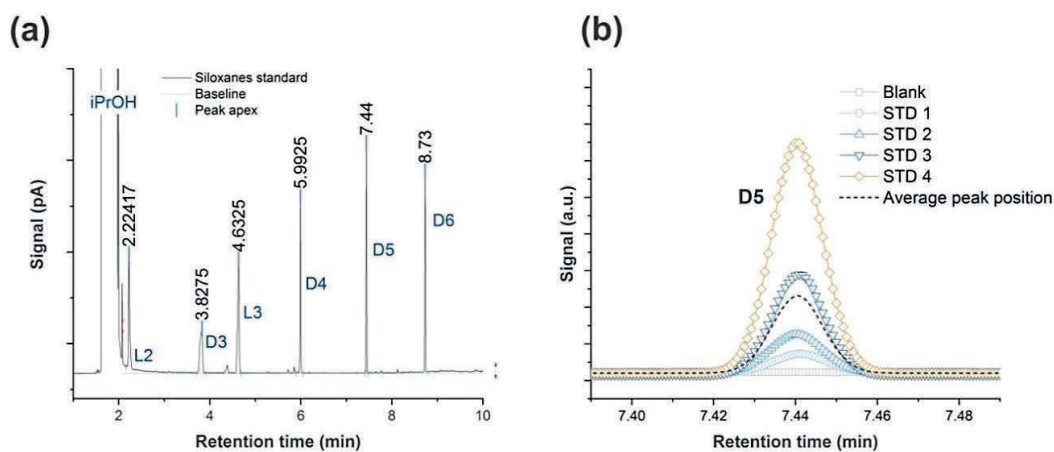 (a)
Siloxanes standard
Baseline
Peak apex
iPrOH
2.22417
L2
3.8275
D3
4.6325
L3
5.9925
D4
7.44
D5
8.73
D6
Signal (pA)
2 4 6 8 10
Retention time (min)
(b)
Blank
STD 1
STD 2
STD 3
STD 4
Average peak position
D5
Signal (a.u.)
7.40 7.42 7.44 7.46 7.48
Retention time (min)